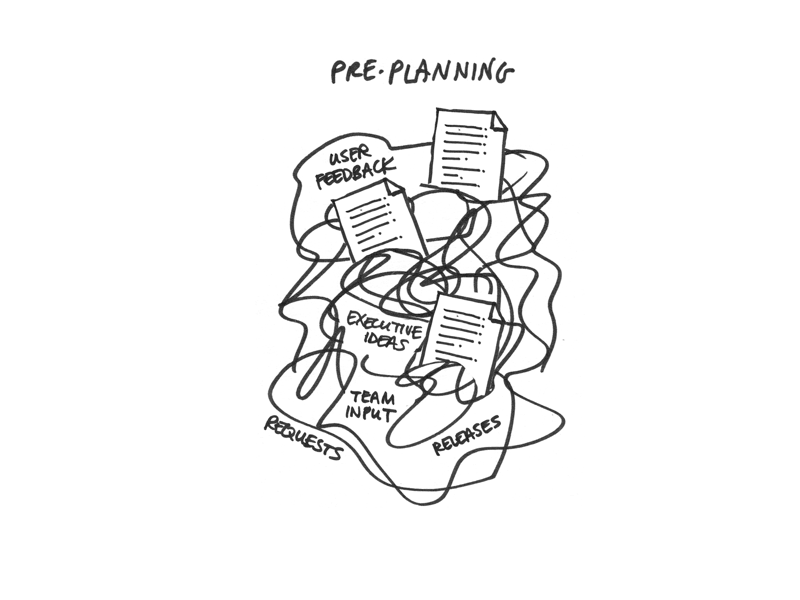 PRE-PLANNING
USER
FEEDBACK
EXECUTIVE
IDEAS
TEAM
INPUT
REQUESTS
RELEASES